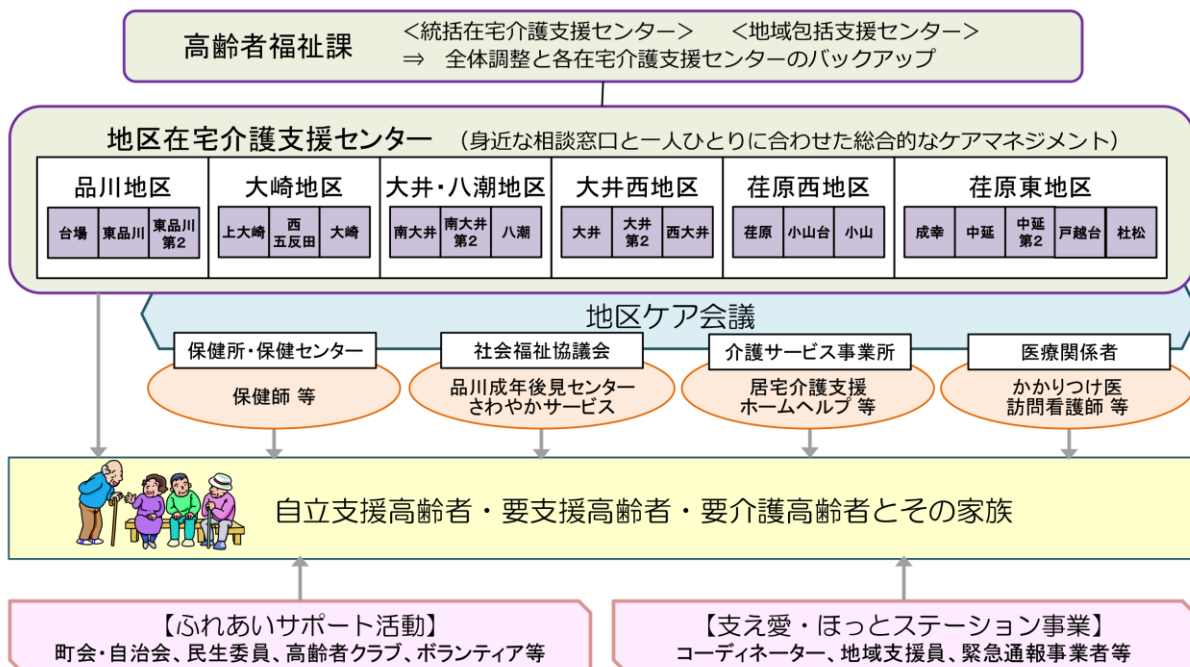 高齢者福祉課
＜統括在宅介護支援センター＞　＜地域包括支援センター＞
⇒　全体調整と各在宅介護支援センターのバックアップ
地区在宅介護支援センター　（身近な相談窓口と一人ひとりに合わせた総合的なケアマネジメント）
品川地区
台場
東品川
東品川
第2
大崎地区
上大崎
西
五反田
大崎
大井・八潮地区
南大井
南大井
第2
八潮
大井西地区
大井
大井
第2
西大井
荏原西地区
荏原
小山台
小山
荏原東地区
成幸
中延
中延
第2
戸越台
杜松
地区ケア会議
保健所・保健センター
保健師 等
社会福祉協議会
品川成年後見センター
さわやかサービス
介護サービス事業所
居宅介護支援
ホームヘルプ 等
医療関係者
かかりつけ医
訪問看護師 等
自立支援高齢者・要支援高齢者・要介護高齢者とその家族
【ふれあいサポート活動】
町会・自治会、民生委員、高齢者クラブ、ボランティア等
【支え愛・ほっとステーション事業】
コーディネーター、地域支援員、緊急通報事業者等